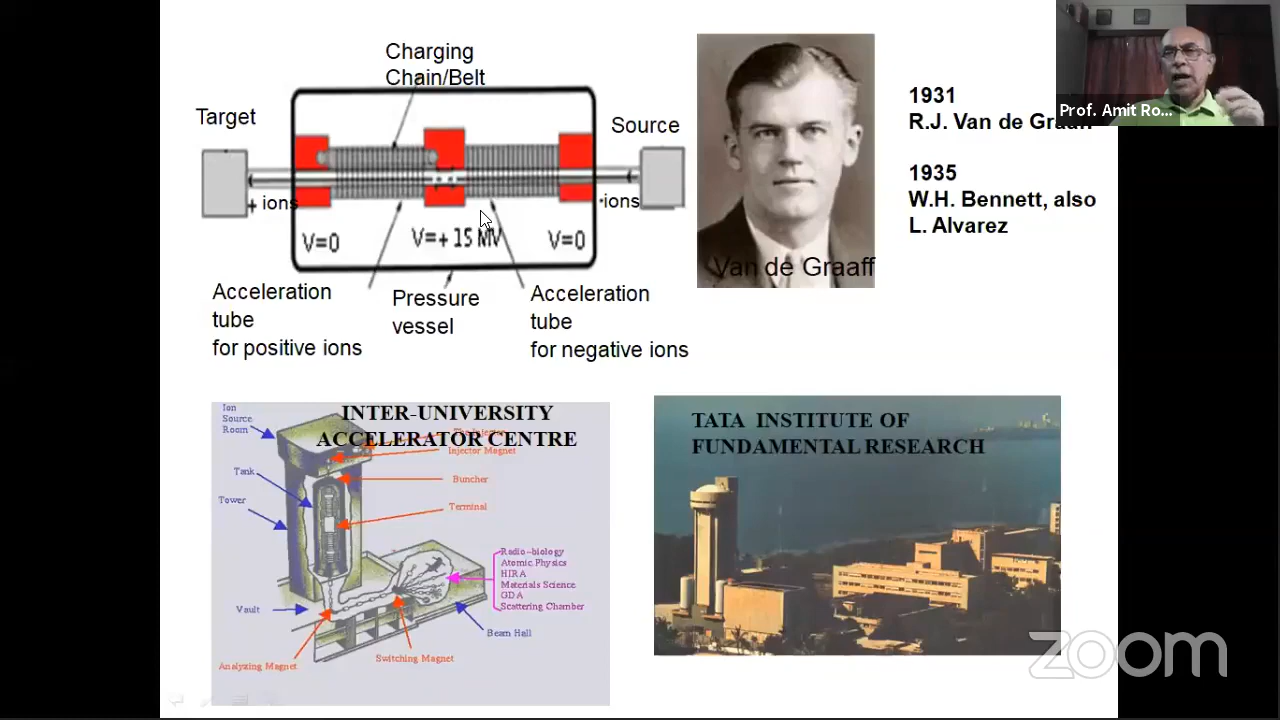 Charging
Chain/Belt
Target
Source
+ ions
-ions
V=0
V=+ 15 MV
V=0
Acceleration
tube
for positive ions
Pressure
vessel
Acceleration
tube
for negative ions
Van de Graaff
1931
R.J. Van de Graaff
1935
W.H. Bennett, also
L. Alvarez
Prof. Amit Ro...
INTER-UNIVERSITY
ACCELERATOR CENTRE
Ion
Source
Room
Injector Magnet
Tank
Buncher
Tower
Terminal
Radio-biology
Atomic Physics
HIRA
Materials Science
GDA
Scattering Chamber
Vault
Beam Hall
Switching Magnet
Analyzing Magnet
TATA INSTITUTE OF
FUNDAMENTAL RESEARCH
zoom